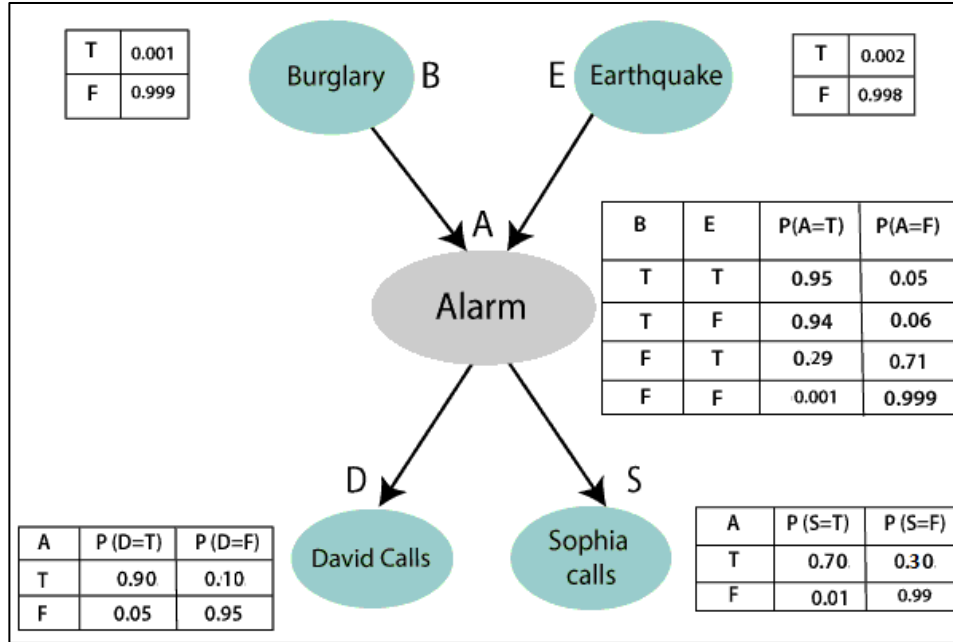 T 0.001
F 0.999
Burglary B
E Earthquake
T 0.002
F 0.998
A
Alarm
B E P(A=T) P(A=F)
T T 0.95 0.05
T F 0.94 0.06
F T 0.29 0.71
F F 0.001 0.999
D
S
A P (D=T) P (D=F)
T 0.90 0.10
F 0.05 0.95
David Calls
Sophia
calls
A P (S=T) P (S=F)
T 0.70 0.30
F 0.01 0.99